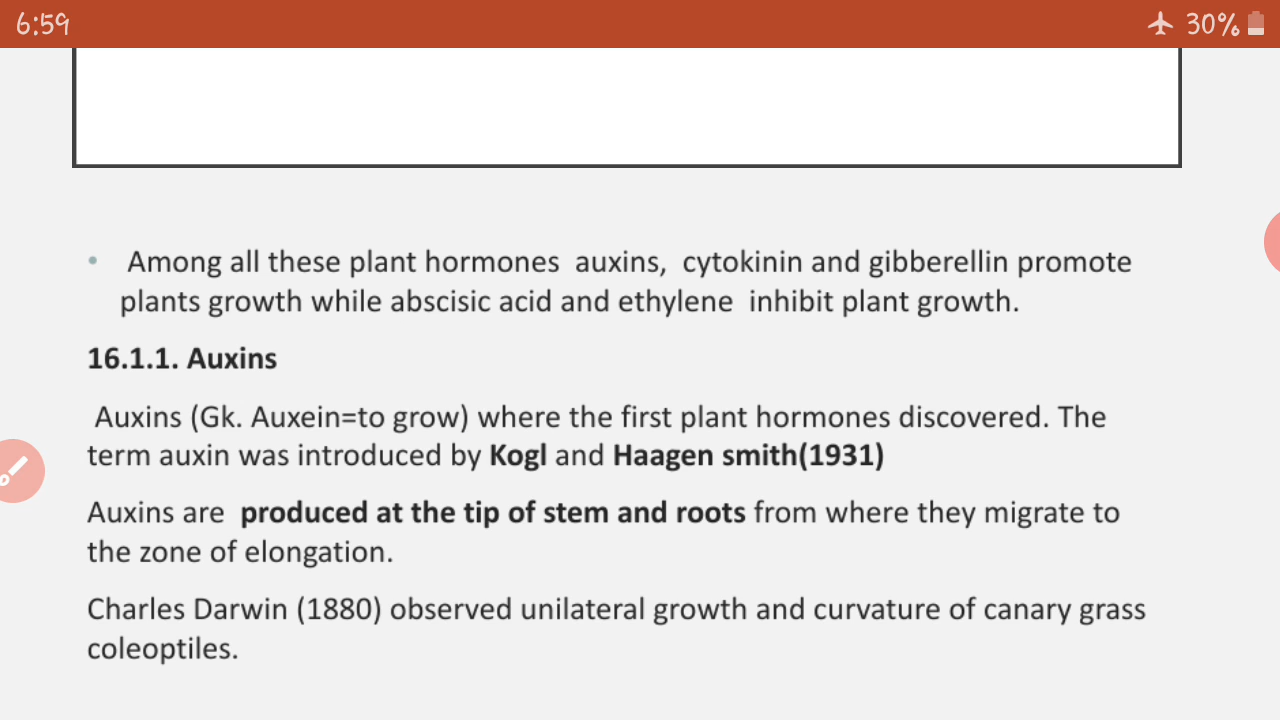 6:59 30%
• Among all these plant hormones auxins, cytokinin and gibberellin promote
plants growth while abscisic acid and ethylene inhibit plant growth.
16.1.1. Auxins
Auxins (Gk. Auxein=to grow) where the first plant hormones discovered. The
term auxin was introduced by Kogl and Haagen smith(1931)
Auxins are produced at the tip of stem and roots from where they migrate to
the zone of elongation.
Charles Darwin (1880) observed unilateral growth and curvature of canary grass
coleoptiles.